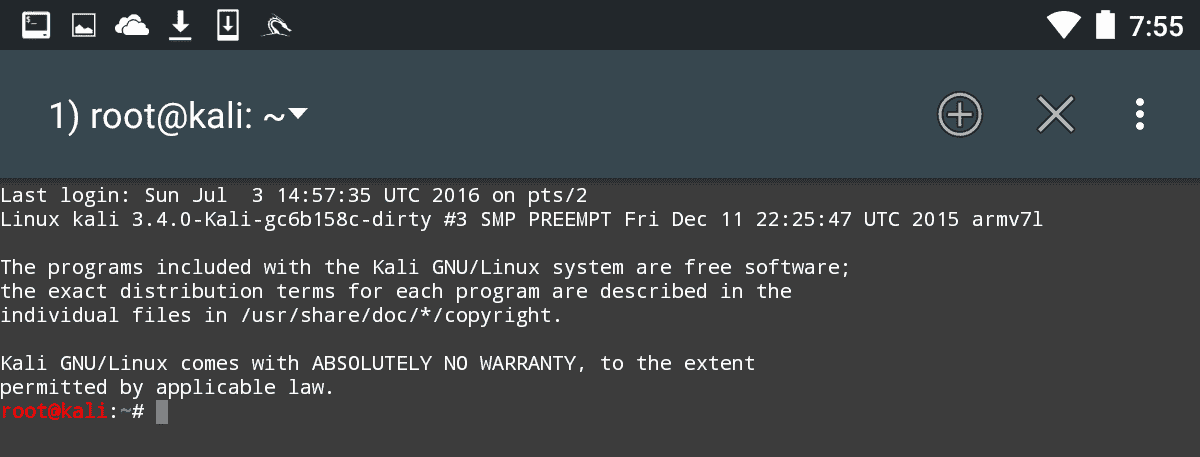 7:55
1) root@kali: ~
Last login: Sun Jul  3 14:57:35 UTC 2016 on pts/2
Linux kali 3.4.0-Kali-gc6b158c-dirty #3 SMP PREEMPT Fri Dec 11 22:25:47 UTC 2015 armv7l
The programs included with the Kali GNU/Linux system are free software;
the exact distribution terms for each program are described in the
individual files in /usr/share/doc/*/copyright.
Kali GNU/Linux comes with ABSOLUTELY NO WARRANTY, to the extent
permitted by applicable law.
root@kali:~#